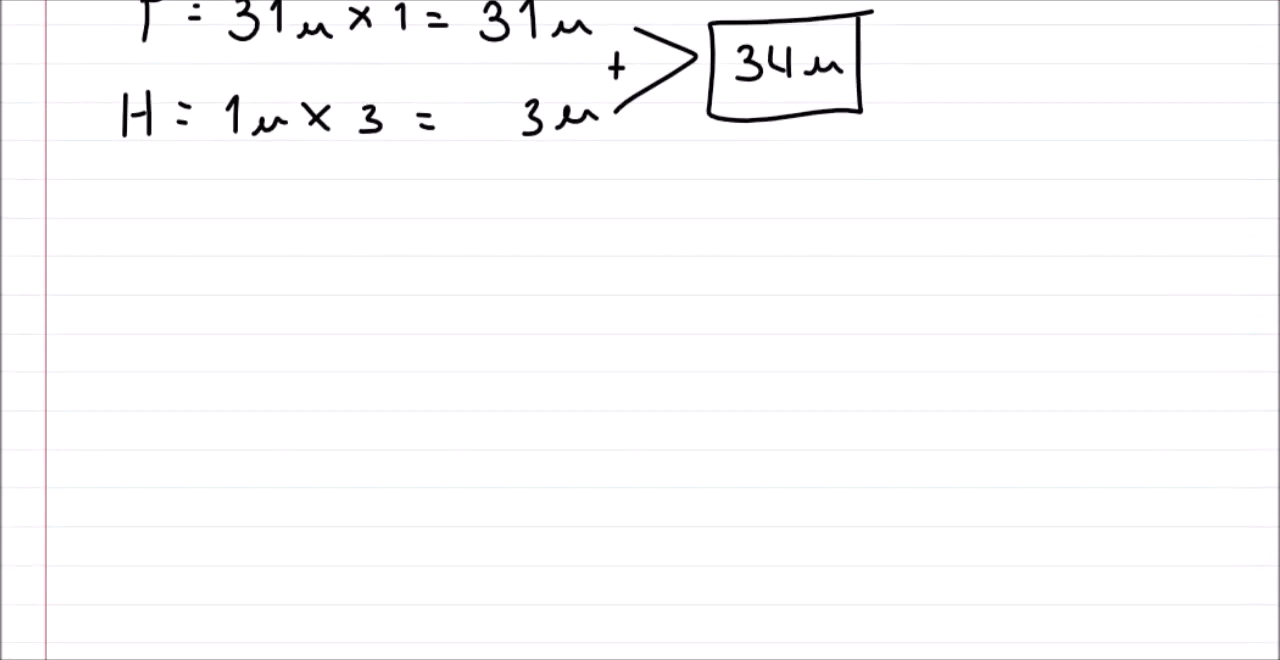 P = 31u × 1 = 31u
+ 34u
H = 1u × 3 = 3u